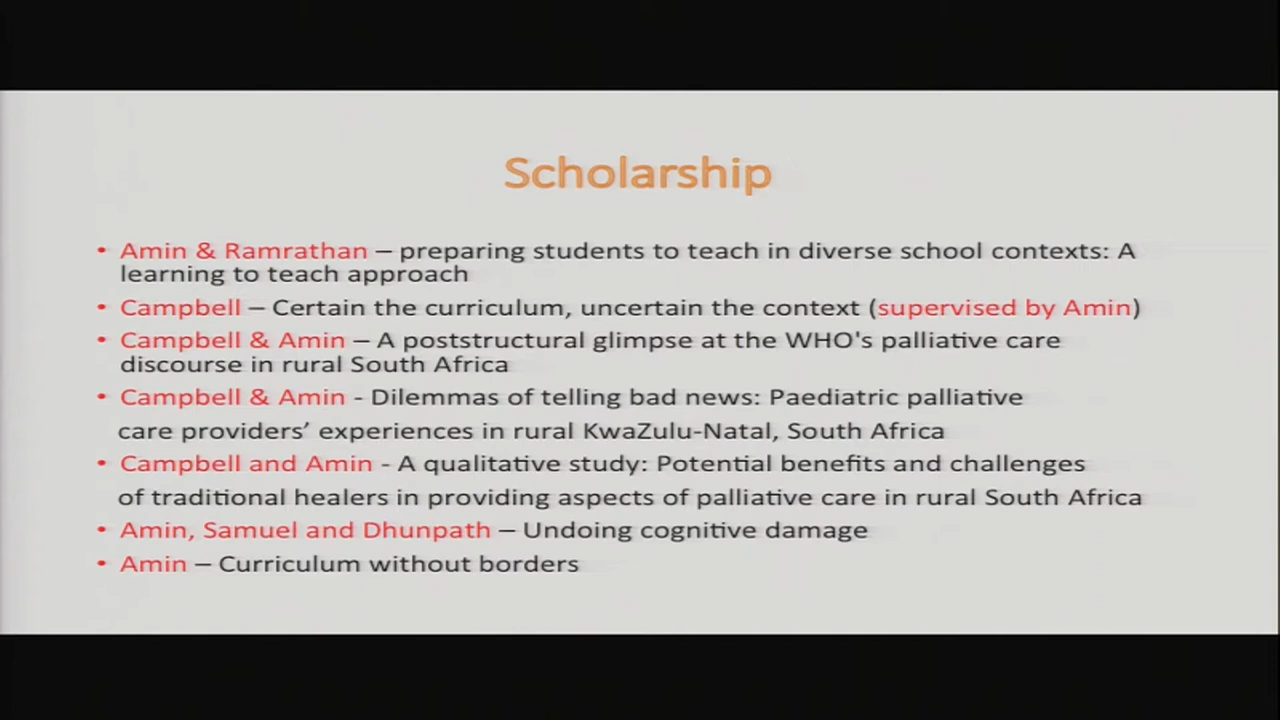 Scholarship
• Amin & Ramrathan – preparing students to teach in diverse school contexts: A
learning to teach approach
• Campbell – Certain the curriculum, uncertain the context (supervised by Amin)
• Campbell & Amin – A poststructural glimpse at the WHO's palliative care
discourse in rural South Africa
• Campbell & Amin - Dilemmas of telling bad news: Paediatric palliative
care providers’ experiences in rural KwaZulu-Natal, South Africa
• Campbell and Amin - A qualitative study: Potential benefits and challenges
of traditional healers in providing aspects of palliative care in rural South Africa
• Amin, Samuel and Dhunpath – Undoing cognitive damage
• Amin – Curriculum without borders